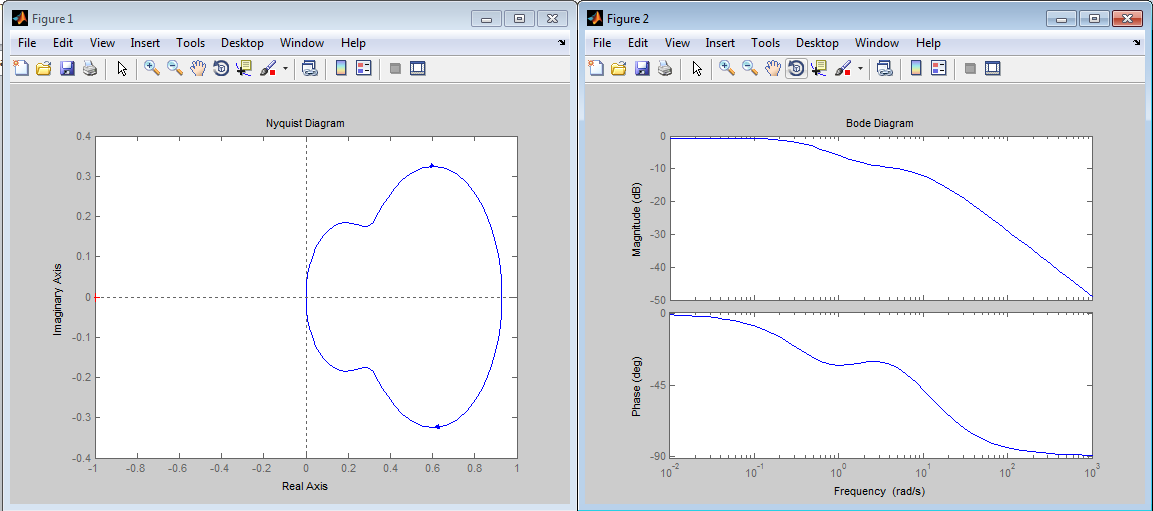 Figure 1
File Edit View Insert Tools Desktop Window Help
Nyquist Diagram
0.4
0.3
0.2
0.1
0
-0.1
-0.2
-0.3
-0.4
Imaginary Axis
-1 -0.8 -0.6 -0.4 -0.2 0 0.2 0.4 0.6 0.8 1
Real Axis
Figure 2
File Edit View Insert Tools Desktop Window Help
Bode Diagram
0
-10
-20
-30
-40
-50
Magnitude (dB)
0
-45
-90
Phase (deg)
10^-2 10^-1 10^0 10^1 10^2 10^3
Frequency (rad/s)